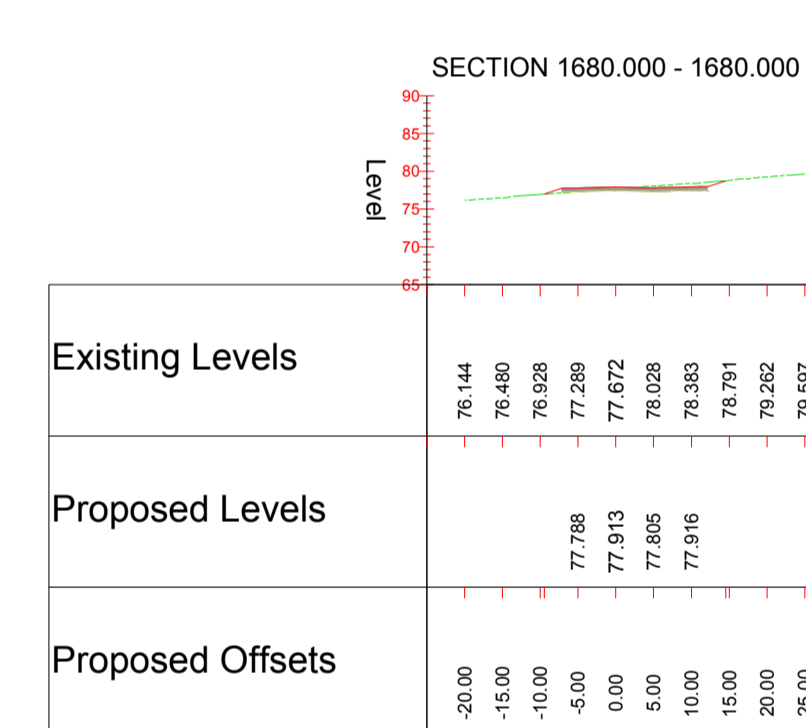 SECTION 1680.000 - 1680.000
90
85
80
75
70
65
Level
Existing Levels
76.144 76.480 76.928 77.289 77.672 78.028 78.383 78.791 79.262
Proposed Levels
77.788 77.913 77.805 77.916
Proposed Offsets
-20.00 -15.00 -10.00 -5.00 0.00 5.00 10.00 15.00 20.00 25.00